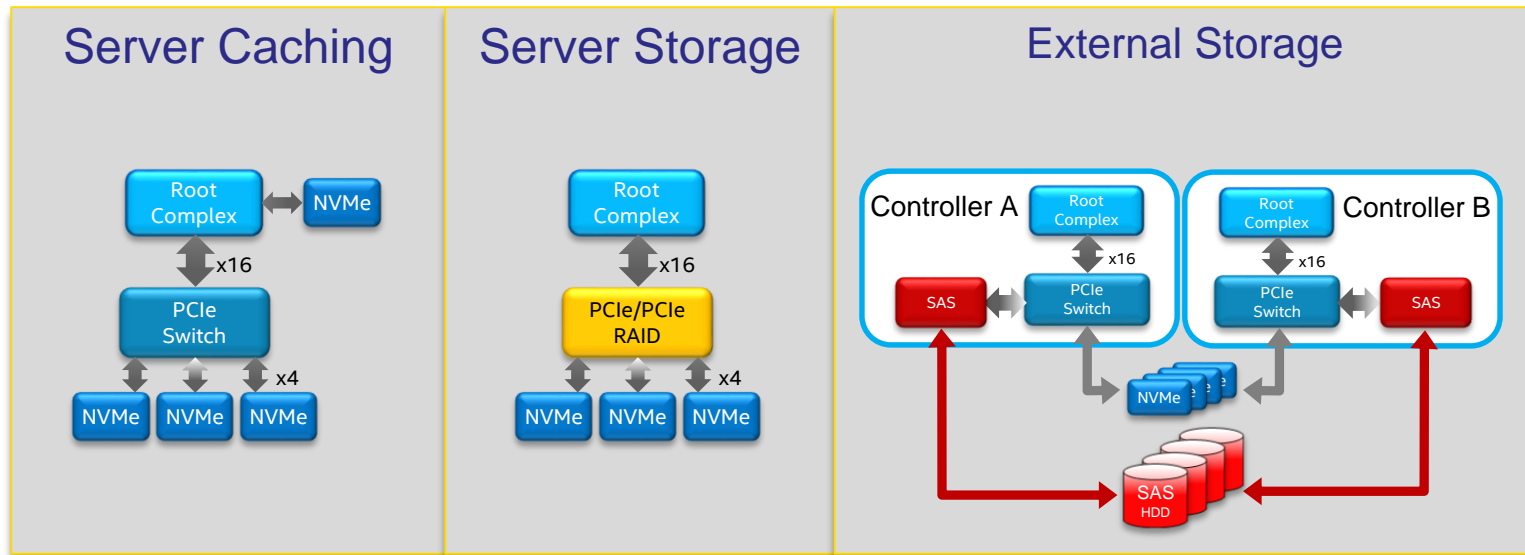 Server Caching
Root
Complex
NVMe
x16
PCIe
Switch
x4
NVMe
NVMe
NVMe
Server Storage
Root
Complex
x16
PCIe/PCIe
RAID
x4
NVMe
NVMe
NVMe
External Storage
Controller A
Root
Complex
x16
SAS
PCIe
Switch
Root
Complex
Controller B
x16
PCIe
Switch
SAS
NVMe
SAS
HDD